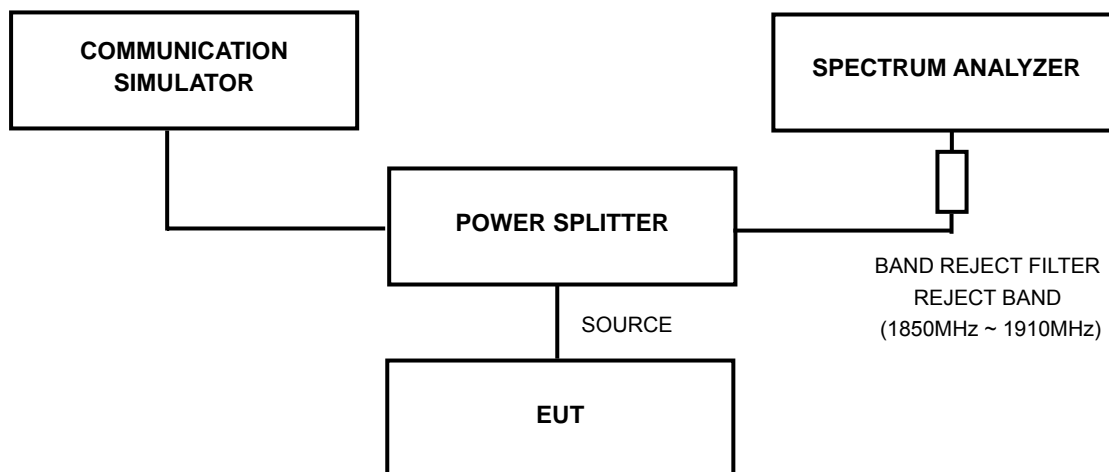 COMMUNICATION
SIMULATOR
SPECTRUM ANALYZER
POWER SPLITTER
BAND REJECT FILTER
REJECT BAND
(1850MHz ~ 1910MHz)
SOURCE
EUT